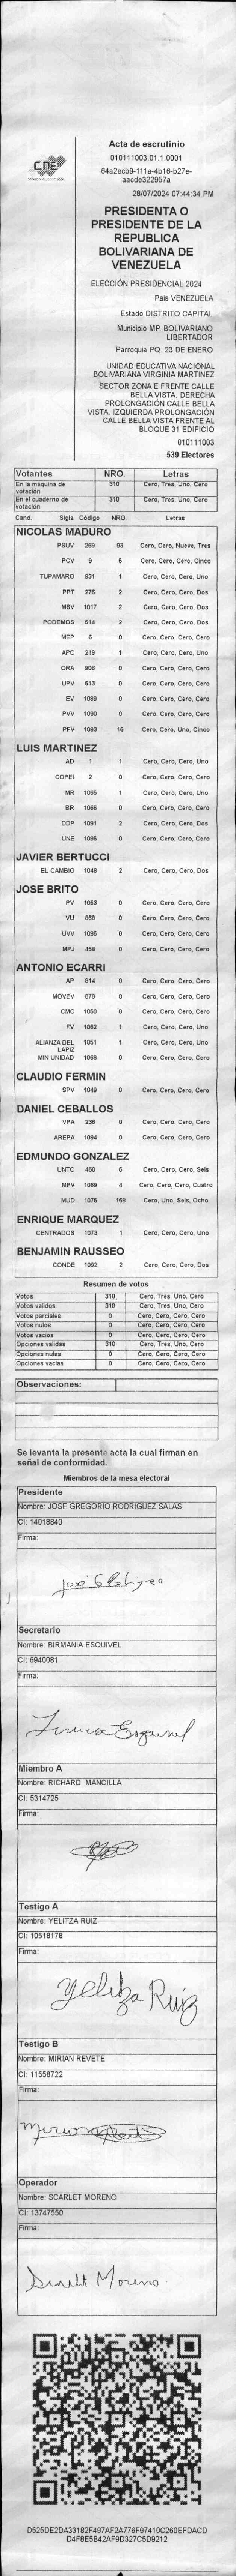 CNE
Acta de escrutinio
010111003.01.1.0001
64a2ecb9-111a-4b16-b27e-
aacde322957a
28/07/2024 07:44:34 PM
PRESIDENTA O
PRESIDENTE DE LA
REPUBLICA
BOLIVARIANA DE
VENEZUELA
ELECCIÓN PRESIDENCIAL 2024
País VENEZUELA
Estado DISTRITO CAPITAL
Municipio MP. BOLIVARIANO
LIBERTADOR
Parroquia PQ. 23 DE ENERO
UNIDAD EDUCATIVA NACIONAL
BOLIVARIANA VIRGINIA MARTINEZ
SECTOR ZONA E FRENTE CALLE
BELLA VISTA. DERECHA
PROLONGACIÓN CALLE BELLA
VISTA. IZQUIERDA PROLONGACIÓN
CALLE BELLA VISTA FRENTE AL
BLOQUE 31 EDIFICIO
010111003
539 Electores
Votantes NRO. Letras
En la máquina de votación 310 Cero, Tres, Uno, Cero
En el cuaderno de votación 310 Cero, Tres, Uno, Cero
Cand. Sigla Código NRO. Letras
NICOLAS MADURO
PSUV 269 93 Cero, Cero, Nueve, Tres
PCV 9 5 Cero, Cero, Cero, Cinco
TUPAMARO 931 1 Cero, Cero, Cero, Uno
PPT 276 2 Cero, Cero, Cero, Dos
MSV 1017 2 Cero, Cero, Cero, Dos
PODEMOS 514 2 Cero, Cero, Cero, Dos
MEP 6 0 Cero, Cero, Cero, Cero
APC 219 1 Cero, Cero, Cero, Uno
ORA 906 0 Cero, Cero, Cero, Cero
UPV 513 0 Cero, Cero, Cero, Cero
EV 1089 0 Cero, Cero, Cero, Cero
PVV 1090 0 Cero, Cero, Cero, Cero
PFV 1093 15 Cero, Cero, Uno, Cinco
LUIS MARTINEZ
AD 1 1 Cero, Cero, Cero, Uno
COPEI 2 0 Cero, Cero, Cero, Cero
MR 1065 1 Cero, Cero, Cero, Uno
BR 1066 0 Cero, Cero, Cero, Cero
DDP 1091 2 Cero, Cero, Cero, Dos
UNE 1095 0 Cero, Cero, Cero, Cero
JAVIER BERTUCCI
EL CAMBIO 1048 2 Cero, Cero, Cero, Dos
JOSE BRITO
PV 1053 0 Cero, Cero, Cero, Cero
VU 868 0 Cero, Cero, Cero, Cero
UVV 1096 0 Cero, Cero, Cero, Cero
MPJ 459 0 Cero, Cero, Cero, Cero
ANTONIO ECARRI
AP 914 0 Cero, Cero, Cero, Cero
MOVEV 878 0 Cero, Cero, Cero, Cero
CMC 1050 0 Cero, Cero, Cero, Cero
FV 1062 1 Cero, Cero, Cero, Uno
ALIANZA DEL LAPIZ 1051 1 Cero, Cero, Cero, Uno
MIN UNIDAD 1068 0 Cero, Cero, Cero, Cero
CLAUDIO FERMIN
SPV 1049 0 Cero, Cero, Cero, Cero
DANIEL CEBALLOS
VPA 236 0 Cero, Cero, Cero, Cero
AREPA 1094 0 Cero, Cero, Cero, Cero
EDMUNDO GONZALEZ
UNTC 460 6 Cero, Cero, Cero, Seis
MPV 1069 4 Cero, Cero, Cero, Cuatro
MUD 1075 168 Cero, Uno, Seis, Ocho
ENRIQUE MARQUEZ
CENTRADOS 1073 1 Cero, Cero, Cero, Uno
BENJAMIN RAUSSEO
CONDE 1092 2 Cero, Cero, Cero, Dos
Resumen de votos
Votos 310 Cero, Tres, Uno, Cero
Votos validos 310 Cero, Tres, Uno, Cero
Votos parciales 0 Cero, Cero, Cero, Cero
Votos nulos 0 Cero, Cero, Cero, Cero
Votos vacios 0 Cero, Cero, Cero, Cero
Opciones validas 310 Cero, Tres, Uno, Cero
Opciones nulas 0 Cero, Cero, Cero, Cero
Opciones vacias 0 Cero, Cero, Cero, Cero
Observaciones:
Se levanta la presente acta la cual firman en
señal de conformidad.
Miembros de la mesa electoral
Presidente
Nombre: JOSE GREGORIO RODRIGUEZ SALAS
CI: 14018840
Firma:
Secretario
Nombre: BIRMANIA ESQUIVEL
CI: 6940081
Firma:
Miembro A
Nombre: RICHARD MANCILLA
CI: 5314725
Firma:
Testigo A
Nombre: YELITZA RUIZ
CI: 10518178
Firma:
Yelitza Ruiz
Testigo B
Nombre: MIRIAN REVETE
CI: 11558722
Firma:
Operador
Nombre: SCARLET MORENO
CI: 13747550
Firma:
Moreno
D525DE2DA33182F497AF2A776F97410C260EFDACD
D4F8E5B42AF9D327C5D9212